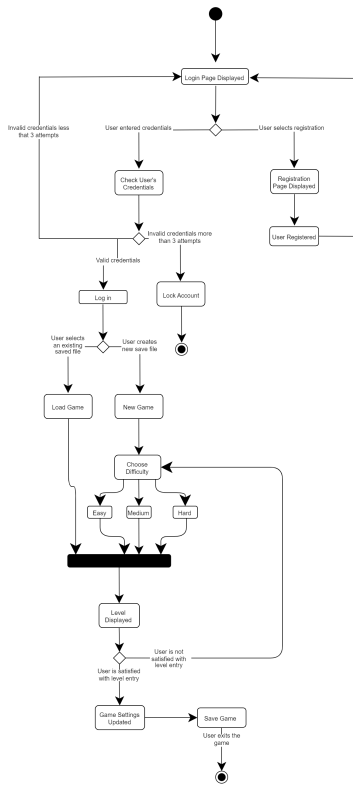 Login Page Displayed
Invalid credentials less
that 3 attempts
User entered credentials
User selects registration
Check User's
Credentials
Registration
Page Displayed
Invalid credentials more
than 3 attempts
User Registered
Valid credentials
Log in
Lock Account
User selects
an existing
saved file
User creates
new save file
Load Game
New Game
Choose
Difficulty
Easy
Medium
Hard
Level
Displayed
User is not
satisfied with
level entry
User is satisfied
with level entry
Game Settings
Updated
Save Game
User exits the
game